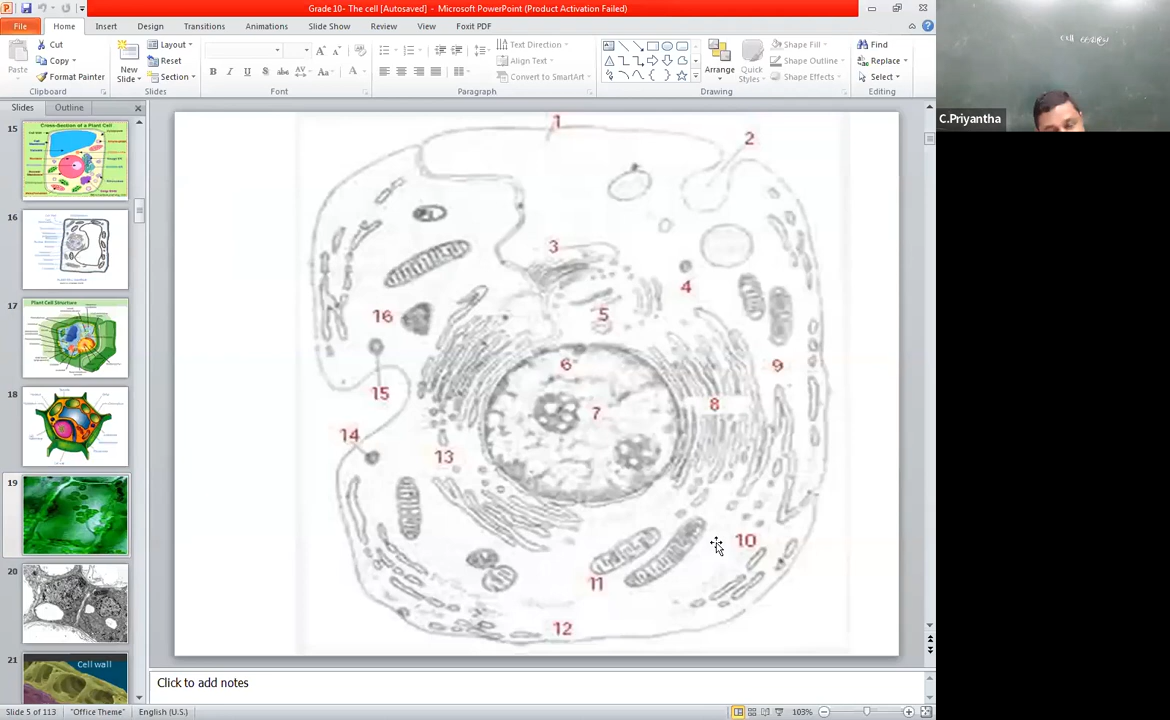 Grade 10- The cell [Autosaved] - Microsoft PowerPoint (Product Activation Failed)
File Home Insert Design Transitions Animations Slide Show Review View Foxit PDF
Paste
Cut
Copy
Format Painter
Clipboard
New Slide
Layout
Reset
Section
Slides
B I U S abc AV Aa A
Font
Text Direction
Align Text
Convert to SmartArt
Paragraph
Arrange
Quick Styles
Shape Fill
Shape Outline
Shape Effects
Drawing
Find
Replace
Select
Editing
Slides Outline
15
Cross-Section of a Plant Cell
16
17
Plant Cell Structure
18
19
20
21
Cell wall
1
2
3
4
5
6
7
8
9
10
11
12
13
14
15
16
Click to add notes
Slide 5 of 113 "Office Theme" English (U.S.) 103%
C.Priyantha